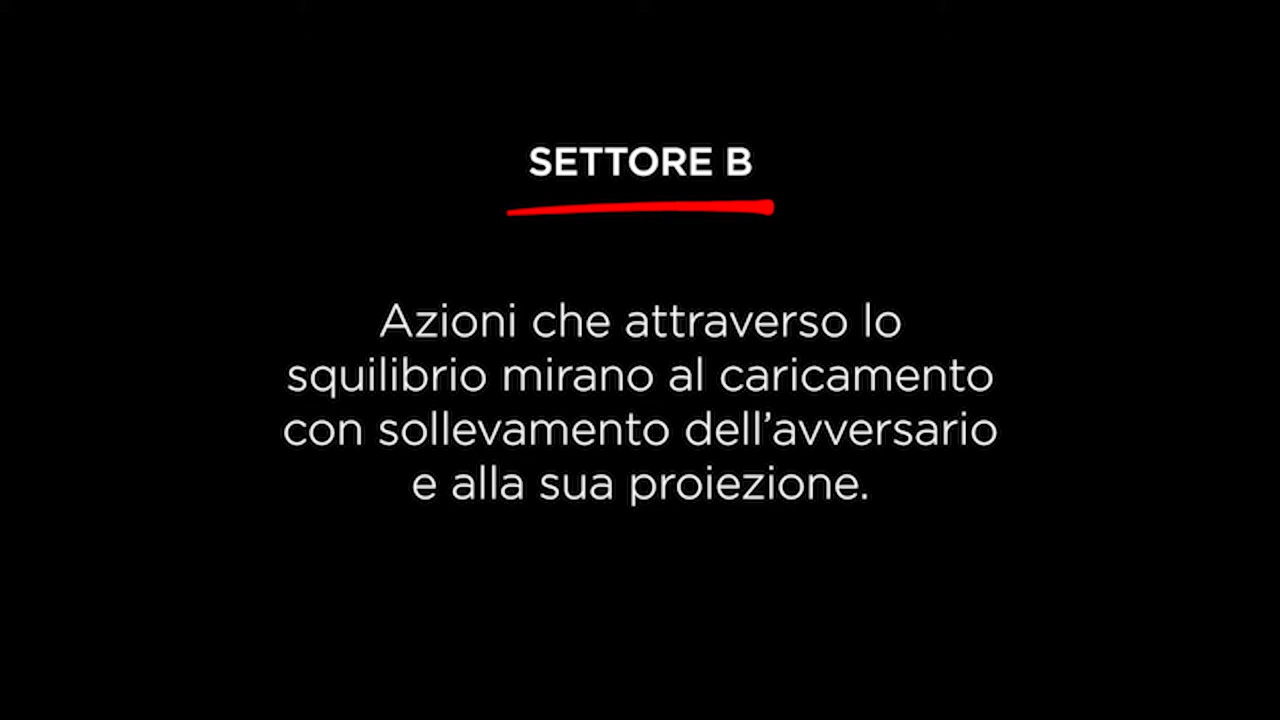 SETTORE B
Azioni che attraverso lo
squilibrio mirano al caricamento
con sollevamento dell’avversario
e alla sua proiezione.